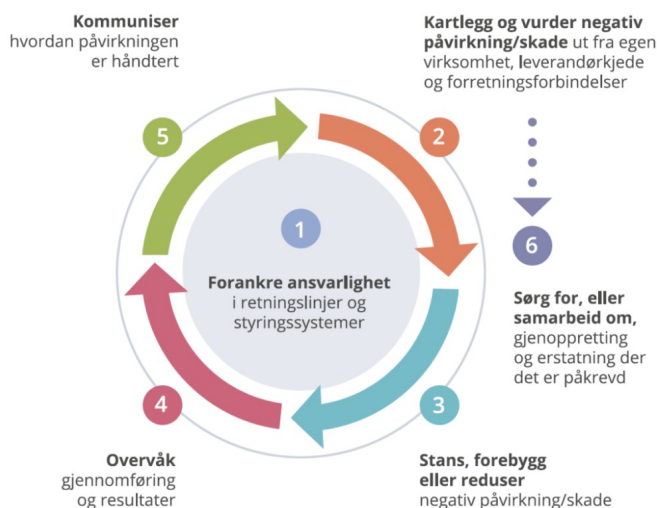 Kommuniser
hvordan påvirkningen
er håndtert
Kartlegg og vurder negativ
påvirkning/skade ut fra egen
virksomhet, leverandørkjede
og forretningsforbindelser
5
2
1
Forankre ansvarlighet
i retningslinjer og
styringssystemer
6
Sørg for, eller
samarbeid om,
gjenoppretting
og erstatning der
det er påkrevd
4
3
Overvåk
gjennomføring
og resultater
Stans, forebygg
eller reduser
negativ påvirkning/skade